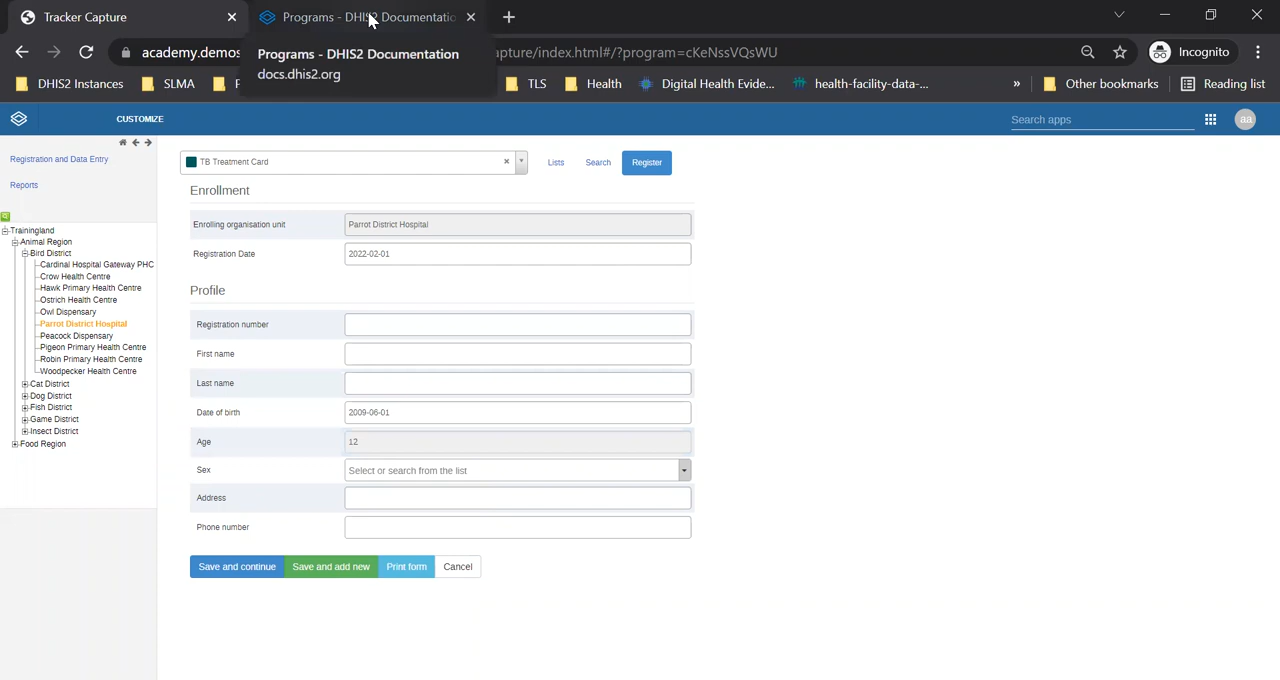 Tracker Capture
Programs - DHIS2 Documentatio
academy.demos
Programs - DHIS2 Documentation
docs.dhis2.org
apture/index.html#/?program=cKeNssVQsWU
Incognito
DHIS2 Instances
SLMA
TLS
Health
Digital Health Evide...
health-facility-data-...
»
Other bookmarks
Reading list
CUSTOMIZE
Search apps
aa
Registration and Data Entry
Reports
Trainingland
Animal Region
Bird District
Cardinal Hospital Gateway PHC
Crow Health Centre
Hawk Primary Health Centre
Ostrich Health Centre
Owl Dispensary
Parrot District Hospital
Peacock Dispensary
Pigeon Primary Health Centre
Robin Primary Health Centre
Woodpecker Health Centre
Cat District
Dog District
Fish District
Game District
Insect District
Food Region
TB Treatment Card
Lists
Search
Register
Enrollment
Enrolling organisation unit
Parrot District Hospital
Registration Date
2022-02-01
Profile
Registration number
First name
Last name
Date of birth
2009-06-01
Age
12
Sex
Select or search from the list
Address
Phone number
Save and continue
Save and add new
Print form
Cancel